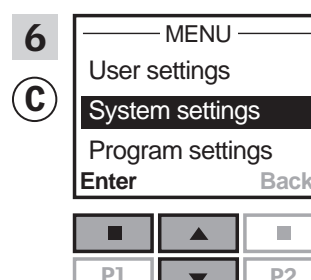 6
C
MENU
User settings
System settings
Program settings
Enter Back
P1 P2